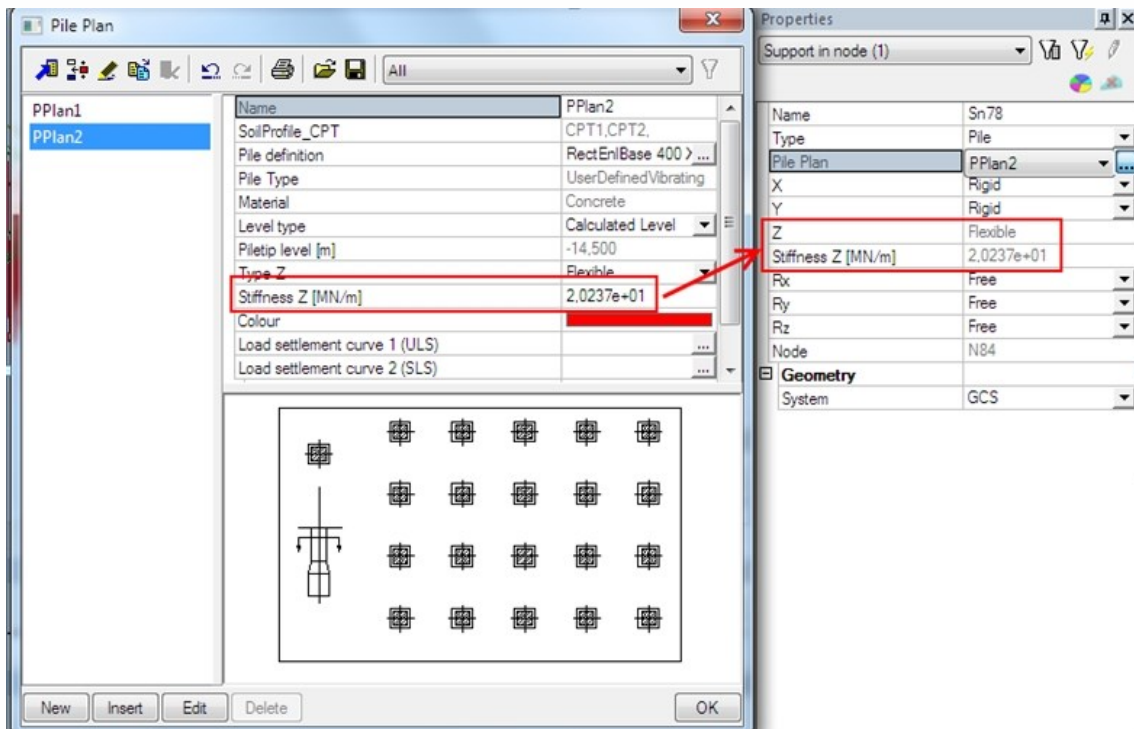 Pile Plan
All
PPlan1
PPlan2
Name PPlan2
SoilProfile_CPT CPT1,CPT2,
Pile definition RectEnlBase 400 X ...
Pile Type UserDefinedVibrating
Material Concrete
Level type Calculated Level
Piletip level [m] -14,500
Type Z Flexible
Stiffness Z [MN/m] 2,0237e+01
Colour
Load settlement curve 1 (ULS) ...
Load settlement curve 2 (SLS) ...
New Insert Edit Delete OK
Properties
Support in node (1)
Name Sn78
Type Pile
Pile Plan PPlan2 ...
X Rigid
Y Rigid
Z Flexible
Stiffness Z [MN/m] 2,0237e+01
Rx Free
Ry Free
Rz Free
Node N84
Geometry
System GCS